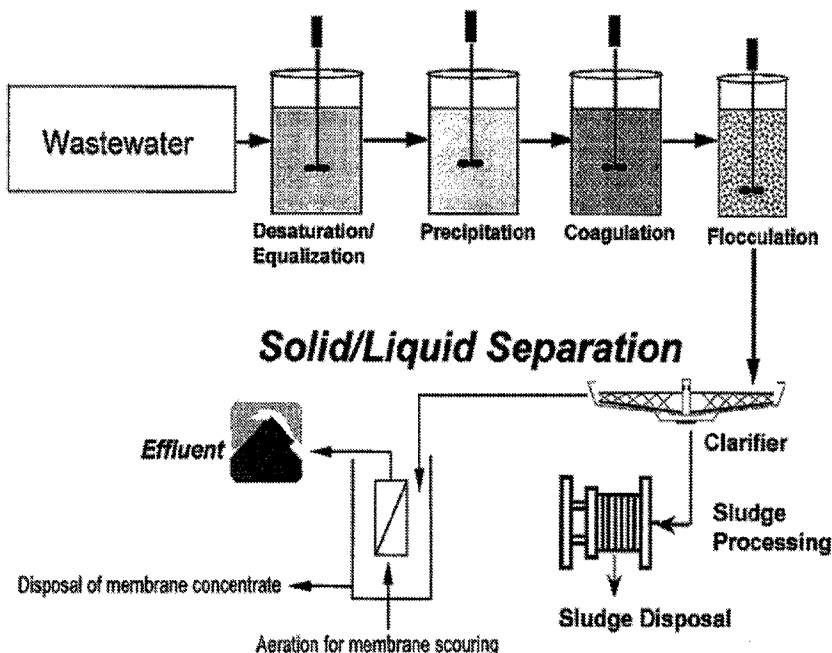 Wastewater
Desaturation/
Equalization
Precipitation
Coagulation
Flocculation
Solid/Liquid Separation
Effluent
Clarifier
Sludge
Processing
Disposal of membrane concentrate
Sludge Disposal
Aeration for membrane scouring